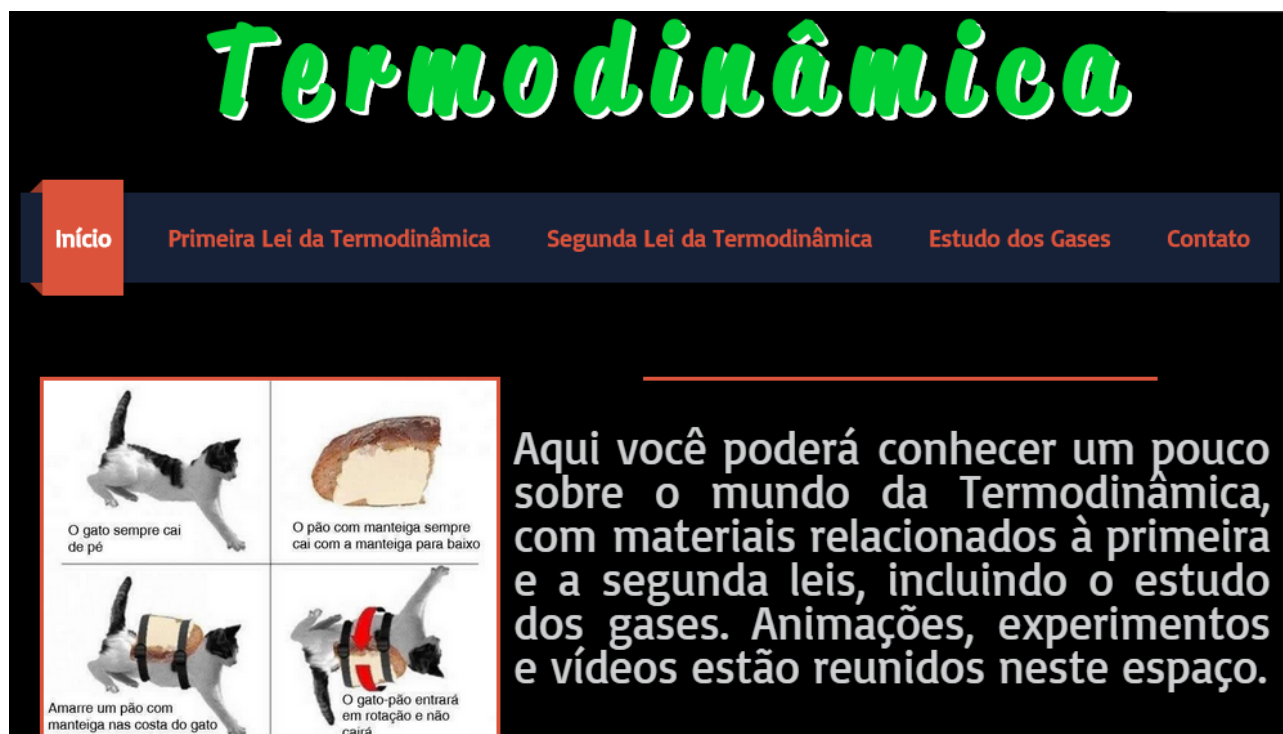 Termodinâmica
Início
Primeira Lei da Termodinâmica
Segunda Lei da Termodinâmica
Estudo dos Gases
Contato
O gato sempre cai
de pé
O pão com manteiga sempre
cai com a manteiga para baixo
Amarre um pão com
manteiga nas costa do gato
O gato-pão entrará
em rotação e não
cairá
Aqui você poderá conhecer um pouco
sobre o mundo da Termodinâmica,
com materiais relacionados à primeira
e a segunda leis, incluindo o estudo
dos gases. Animações, experimentos
e vídeos estão reunidos neste espaço.